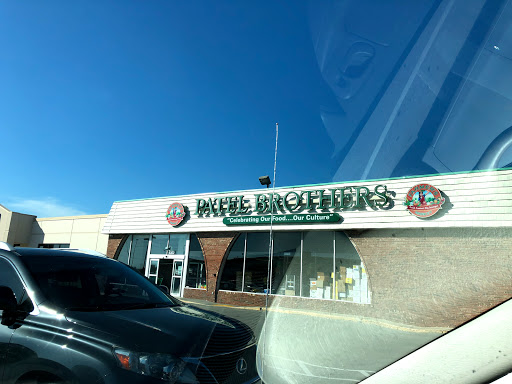 PATEL BROTHERS
"Celebrating Our Food....Our Culture"